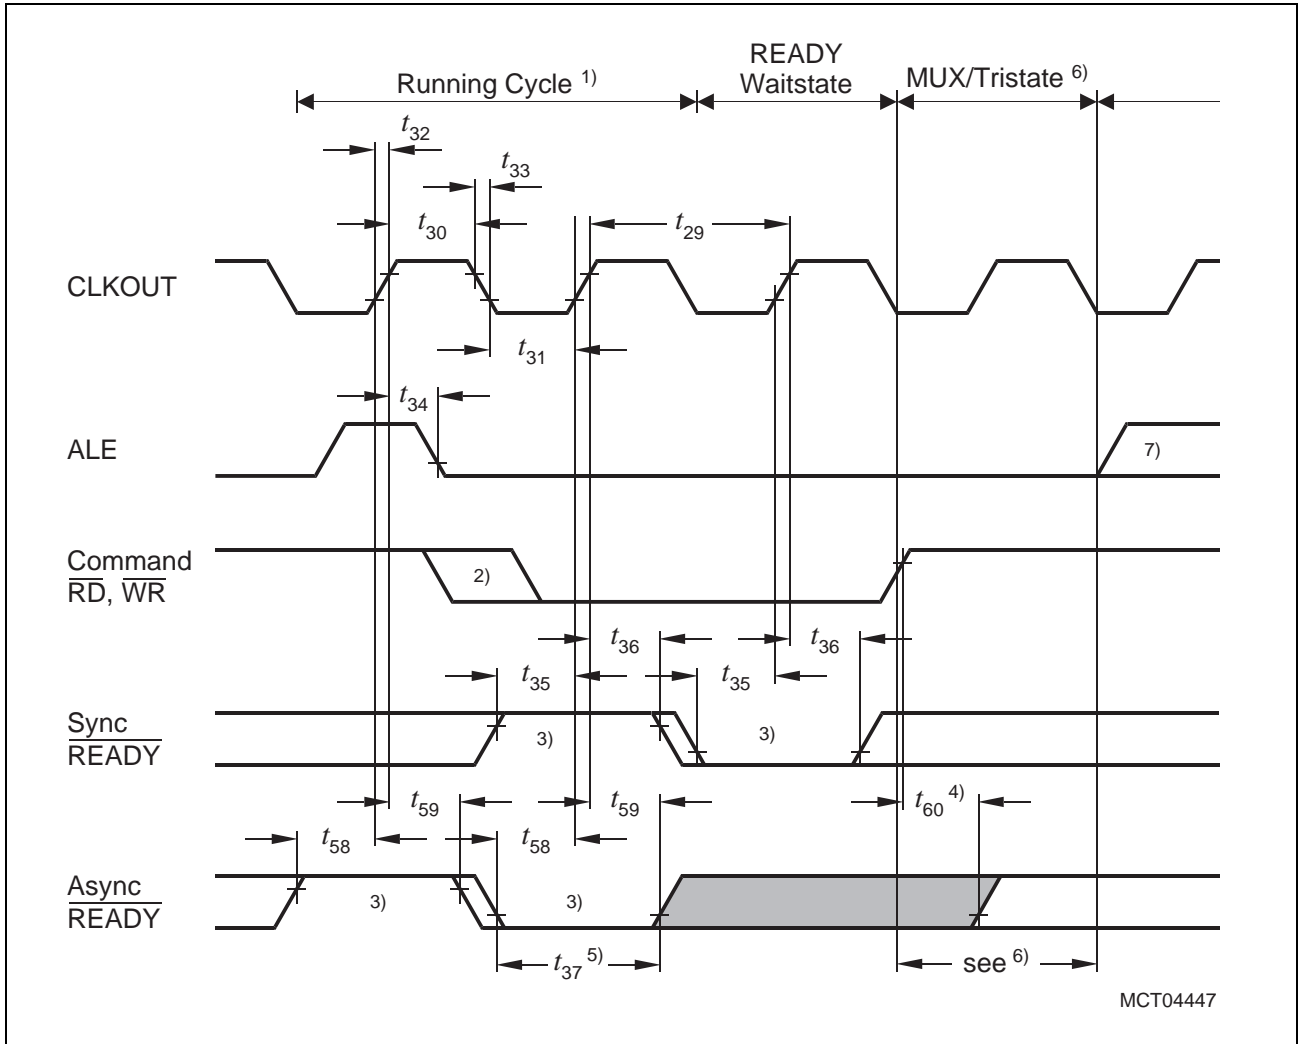 READY
Running Cycle 1) Waitstate MUX/Tristate 6)
t32
t33
t30 t29
CLKOUT
t31
t34
ALE 7)
Command
RD, WR 2)
t36 t36
t35 t35
Sync 3) 3)
READY
t59 t59 t60 4)
t58 t58
Async 3) 3)
READY
t37 5) see 6)
MCT04447